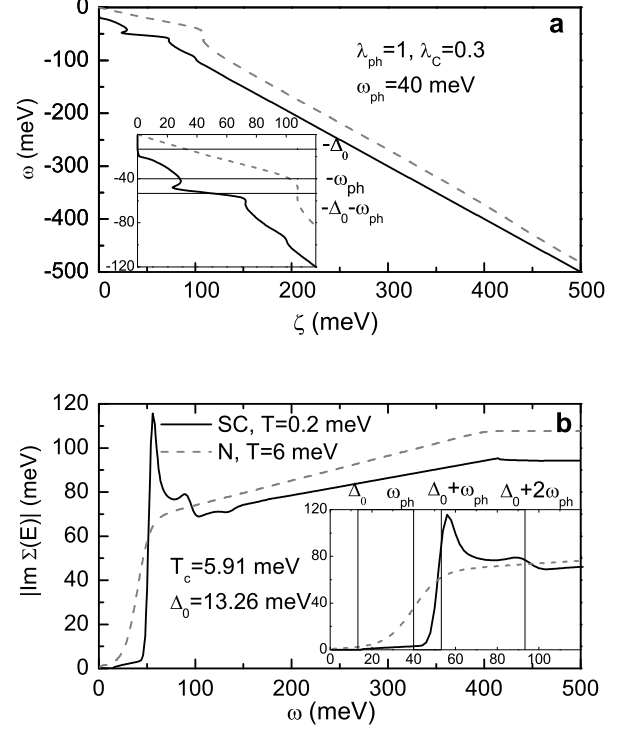 a
0
-100
-200
-300
-400
-500
ω (meV)
λph=1, λC=0.3
ωph=40 meV
0 20 40 60 80 100
0
-40
-80
-120
-Δ0
-ωph
-Δ0-ωph
0 100 200 300 400 500
ζ (meV)
b
120
100
80
60
40
20
0
|Im Σ(E)| (meV)
SC, T=0.2 meV
N, T=6 meV
Δ0 ωph Δ0+ωph Δ0+2ωph
120
80
40
0
0 20 40 60 80 100
Tc=5.91 meV
Δ0=13.26 meV
0 100 200 300 400 500
ω (meV)